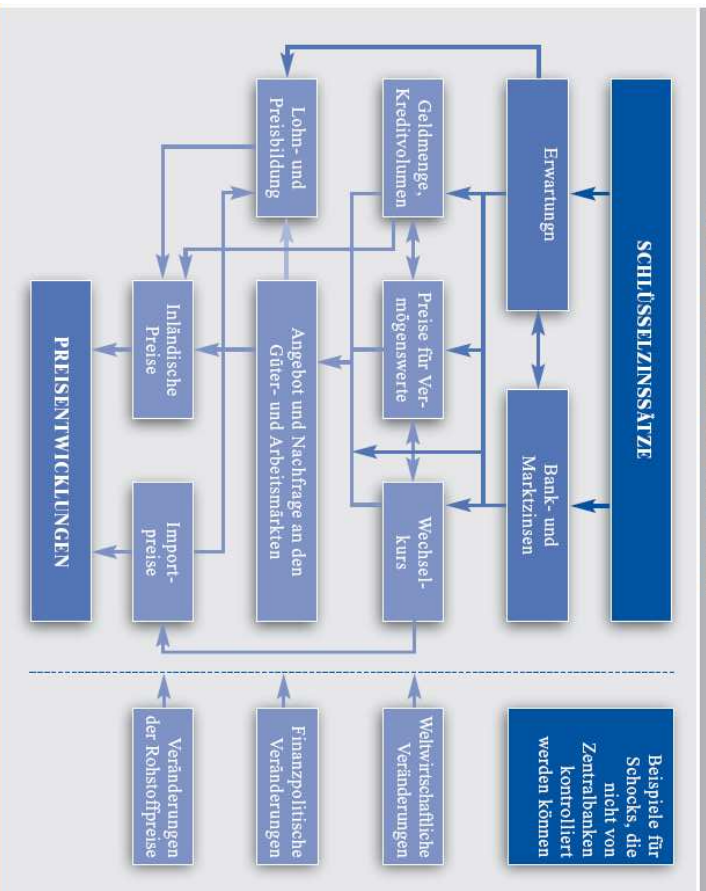 SCHLÜSSELZINSSÄTZE
Erwartungn
Bank- und
Marktzinsen
Geldmenge,
Kreditvolumen
Preise für Ver-
mögenswerte
Wechsel-
kurs
Lohn- und
Preisbildung
Angebot und Nachfrage an den
Güter- und Arbeitsmärkten
Inländische
Preise
Import-
preise
PREISENTWICKLUNGEN
Beispiele für
Schocks, die
nicht von
Zentralbanken
kontrolliert
werden können
Weltwirtschaftliche
Veränderungen
Finanzpolitische
Veränderungen
Veränderungen
der Rohstoffpreise